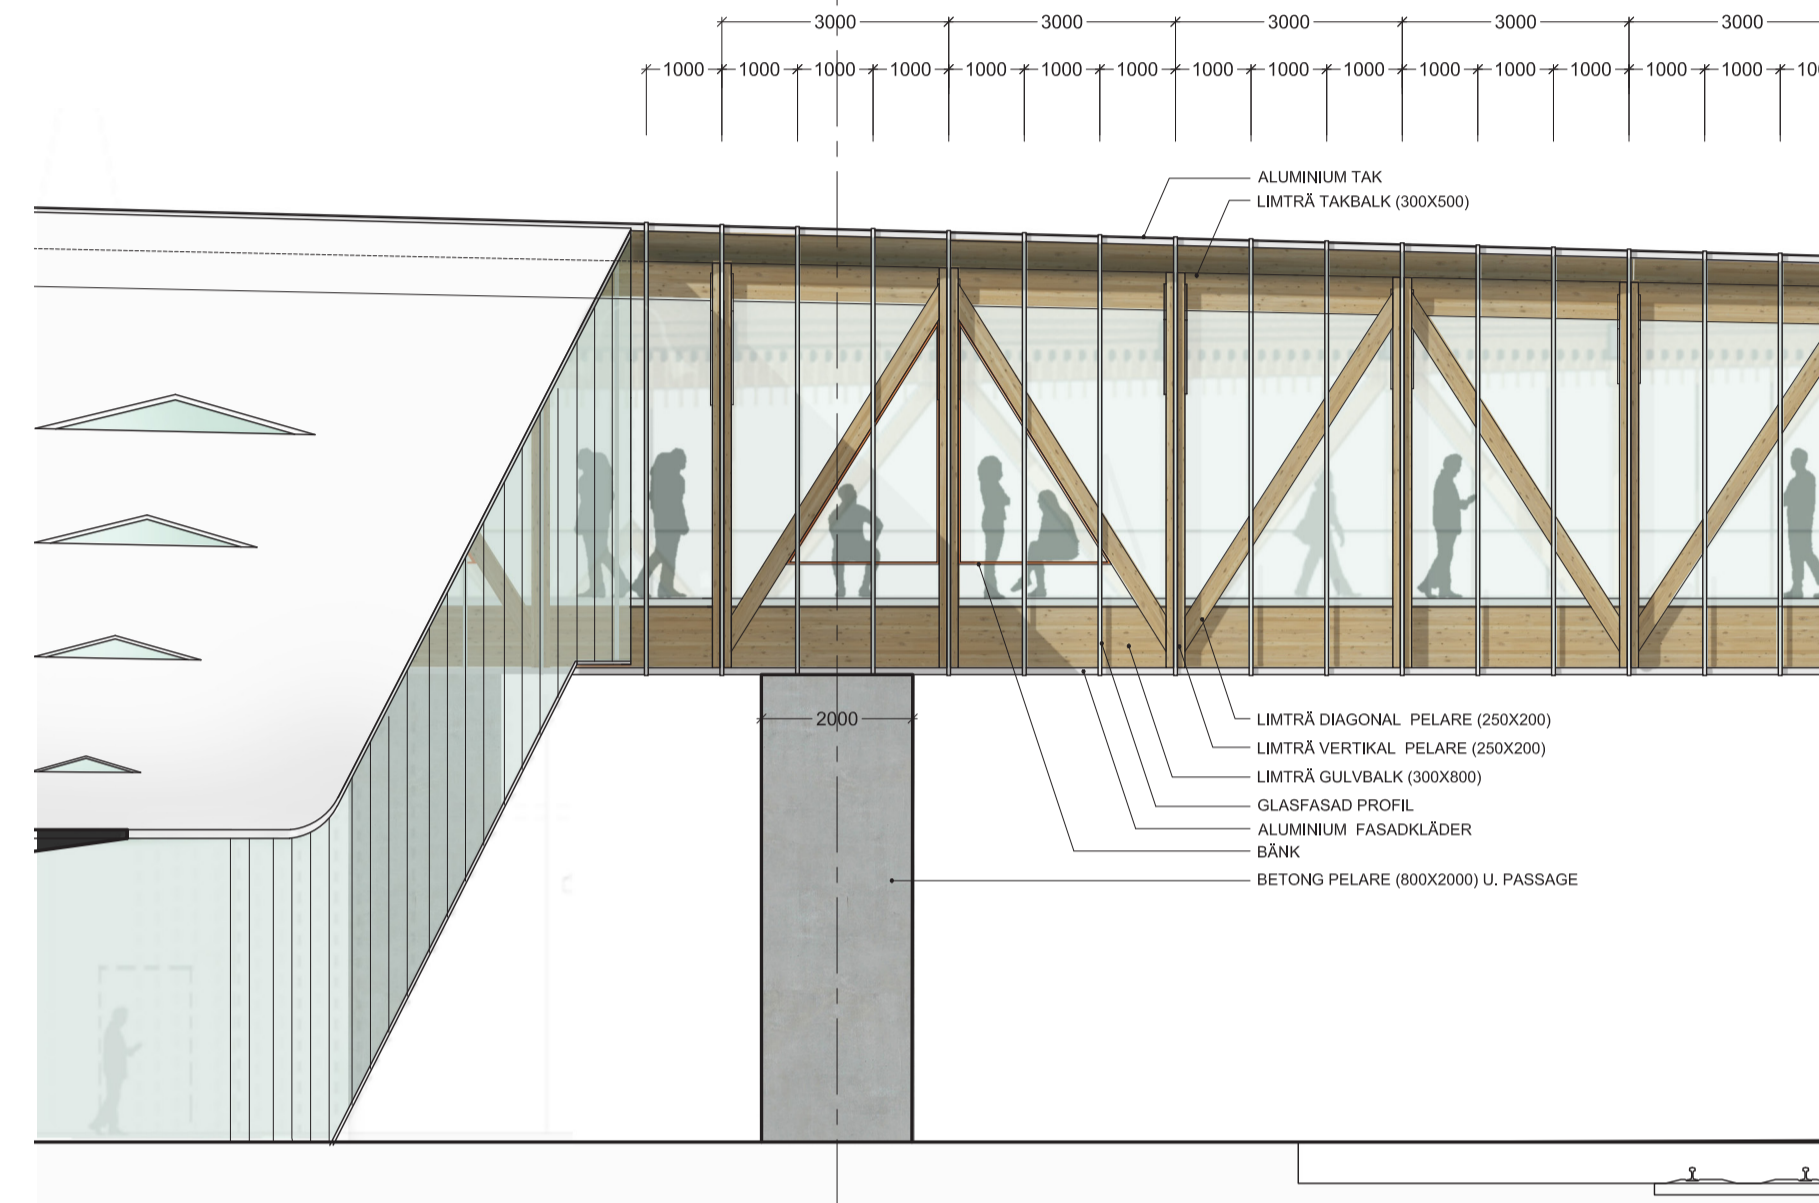 3000 3000 3000 3000 3000
1000 1000 1000 1000 1000 1000 1000 1000 1000 1000 1000 1000 1000 1000 1000
ALUMINIUM TAK
LIMTRÄ TAKBALK (300X500)
2000
LIMTRÄ DIAGONAL PELARE (250X200)
LIMTRÄ VERTIKAL PELARE (250X200)
LIMTRÄ GULVBALK (300X800)
GLASFASAD PROFIL
ALUMINIUM FASADKLÄDER
BÄNK
BETONG PELARE (800X2000) U. PASSAGE